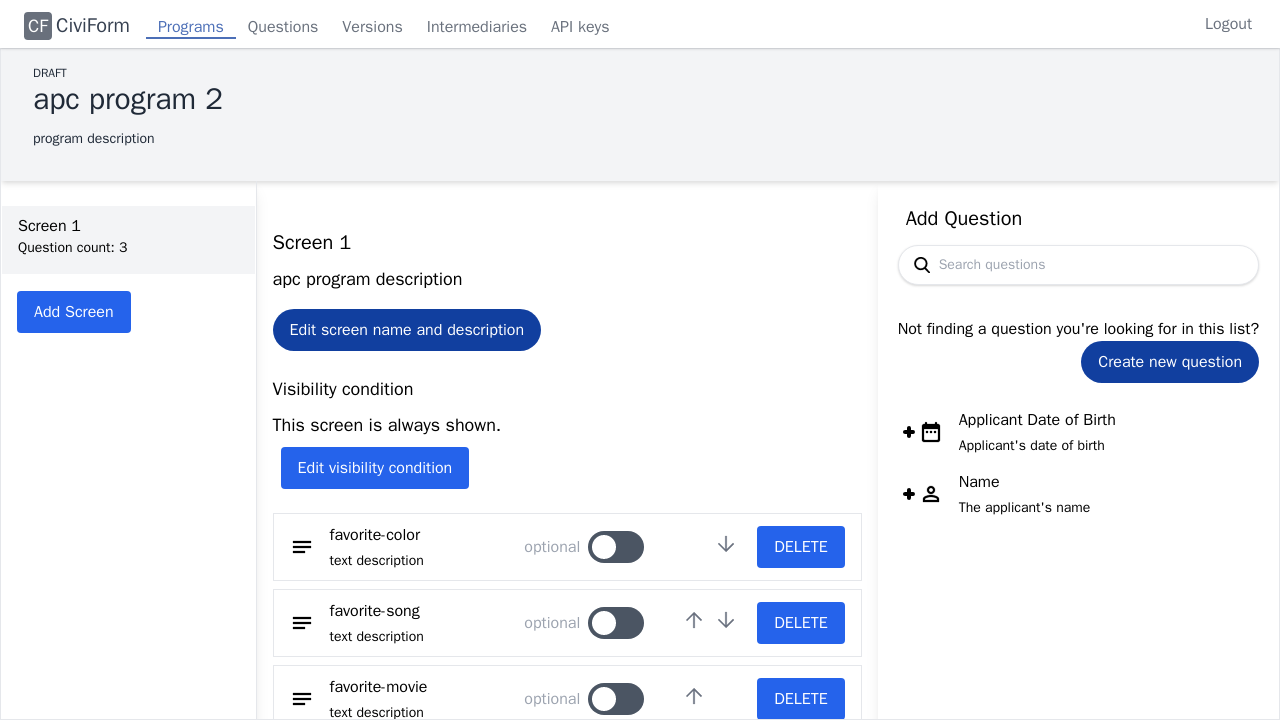 CF CiviForm Programs Questions Versions Intermediaries API keys Logout
DRAFT
apc program 2
program description
Screen 1
Question count: 3
Add Screen
Screen 1
apc program description
Edit screen name and description
Visibility condition
This screen is always shown.
Edit visibility condition
favorite-color
text description
optional
DELETE
favorite-song
text description
optional
DELETE
favorite-movie
text description
optional
DELETE
Add Question
Search questions
Not finding a question you're looking for in this list?
Create new question
Applicant Date of Birth
Applicant's date of birth
Name
The applicant's name